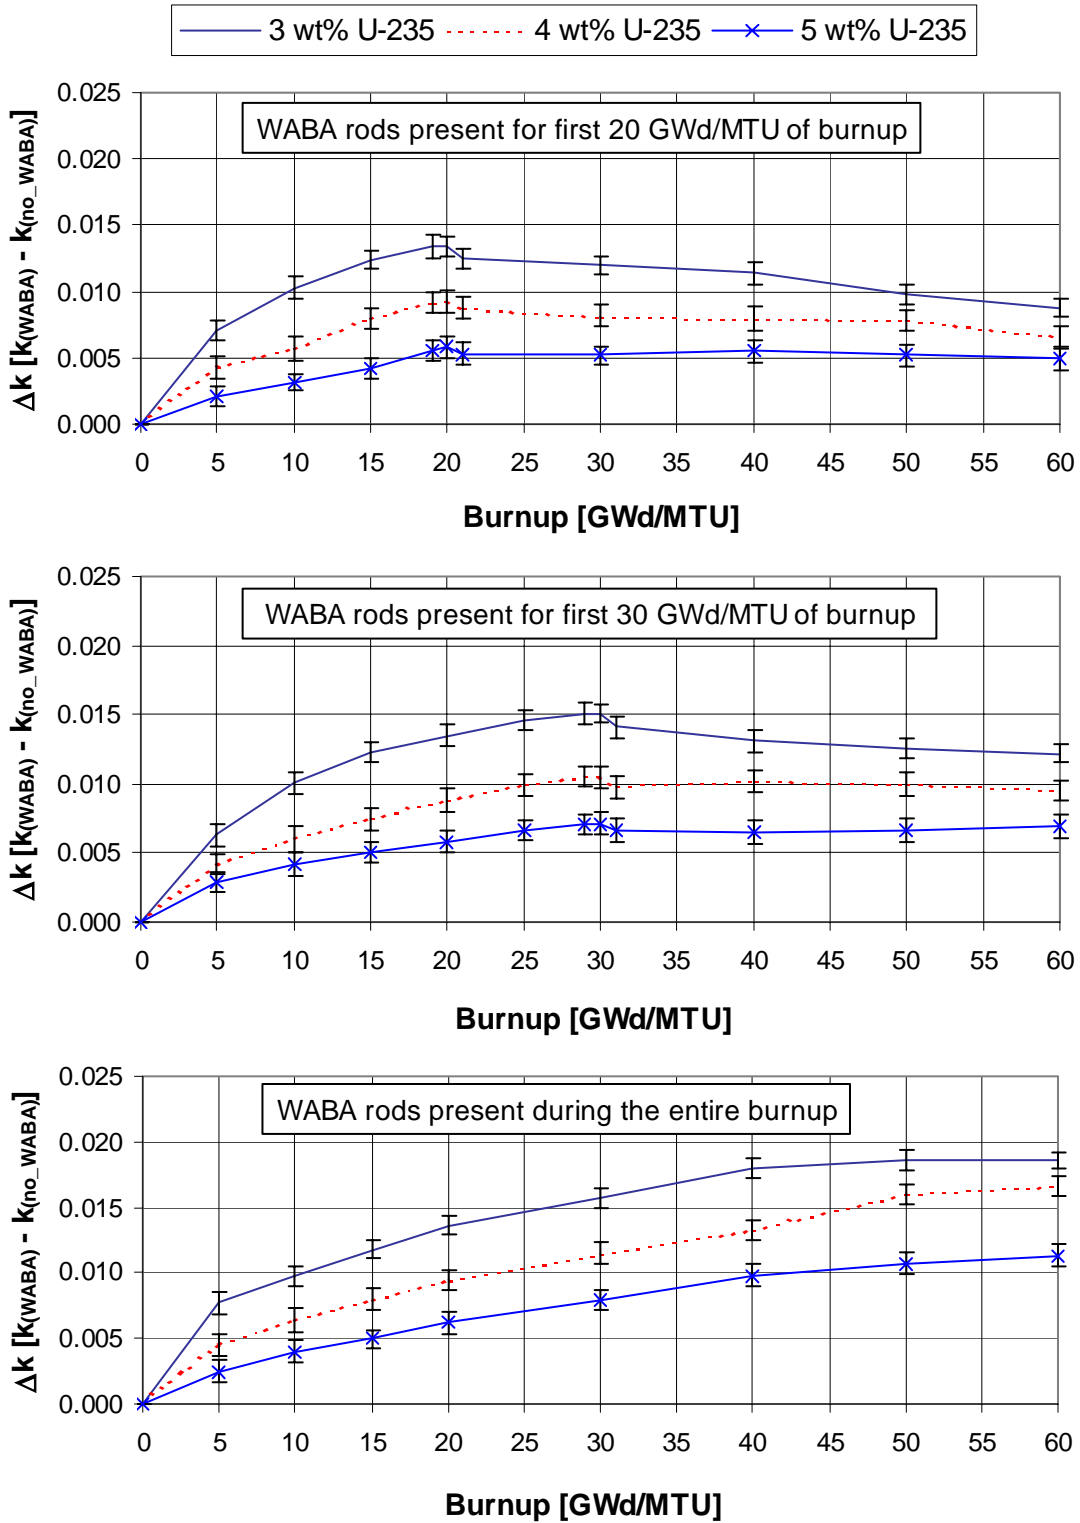 3 wt% U-235 4 wt% U-235 5 wt% U-235
Δk [k(WABA) - k(no_WABA)]
0.025
0.020
0.015
0.010
0.005
0.000
WABA rods present for first 20 GWd/MTU of burnup
0 5 10 15 20 25 30 35 40 45 50 55 60
Burnup [GWd/MTU]
Δk [k(WABA) - k(no_WABA)]
0.025
0.020
0.015
0.010
0.005
0.000
WABA rods present for first 30 GWd/MTU of burnup
0 5 10 15 20 25 30 35 40 45 50 55 60
Burnup [GWd/MTU]
Δk [k(WABA) - k(no_WABA)]
0.025
0.020
0.015
0.010
0.005
0.000
WABA rods present during the entire burnup
0 5 10 15 20 25 30 35 40 45 50 55 60
Burnup [GWd/MTU]